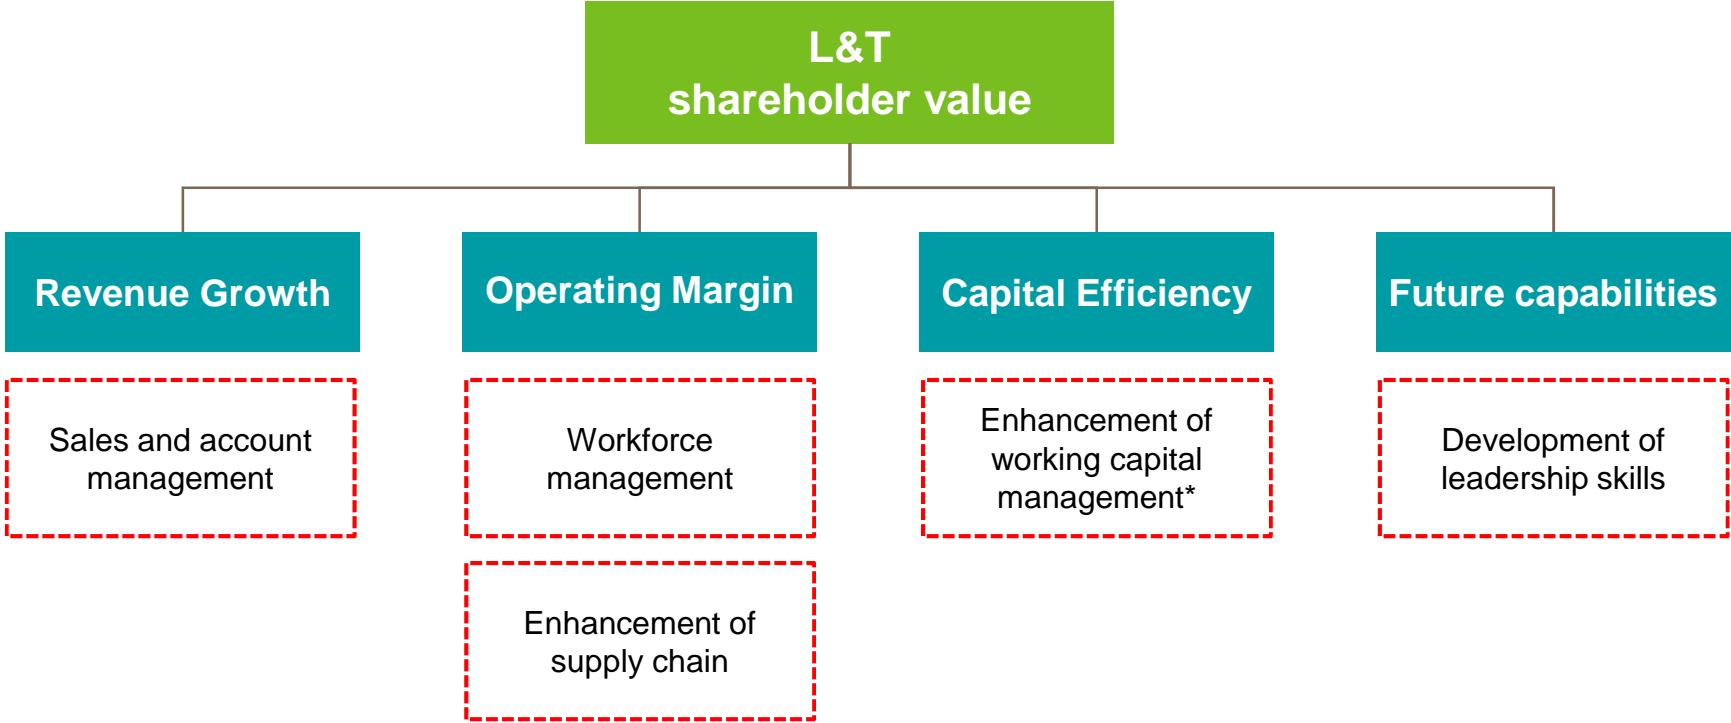 L&T
shareholder value
Revenue Growth
Operating Margin
Capital Efficiency
Future capabilities
Sales and account
management
Workforce
management
Enhancement of
working capital
management*
Development of
leadership skills
Enhancement of
supply chain